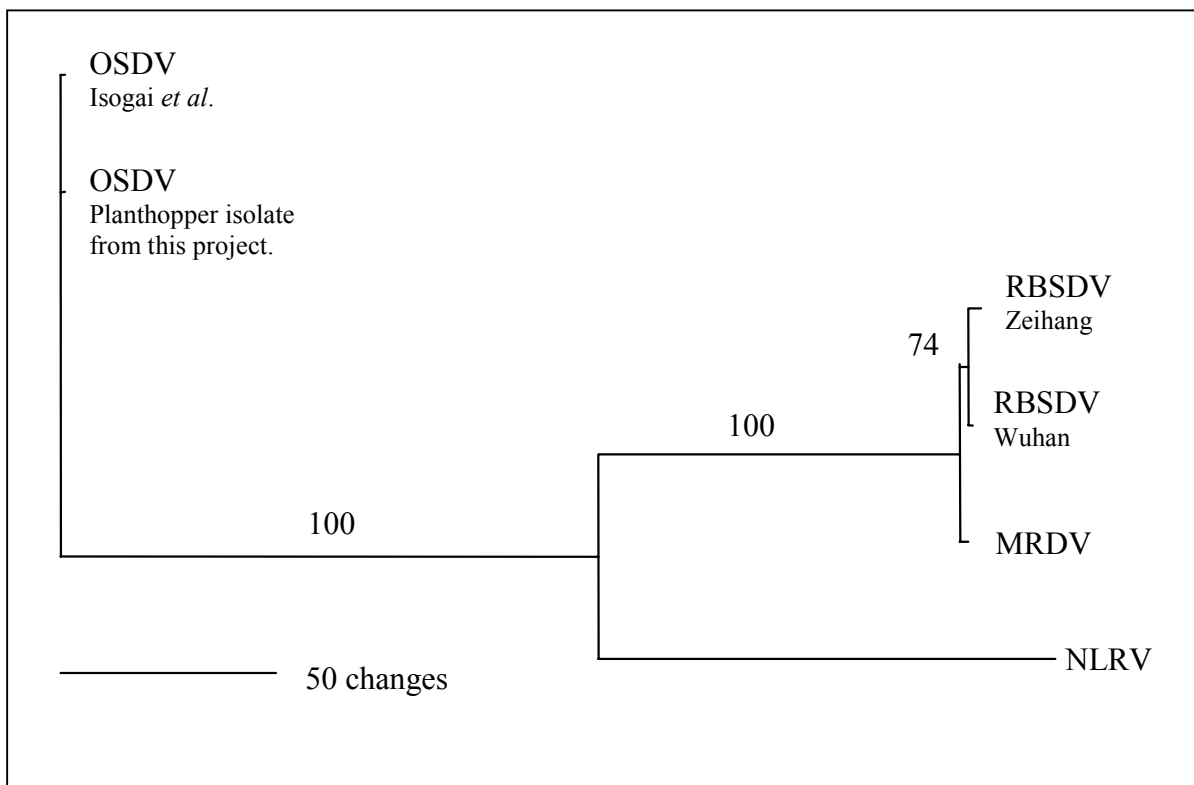 OSDV
Isogai et al.
OSDV
Planthopper isolate
from this project.
RBSDV
Zeihang
74
RBSDV
Wuhan
100
100
MRDV
NLRV
50 changes